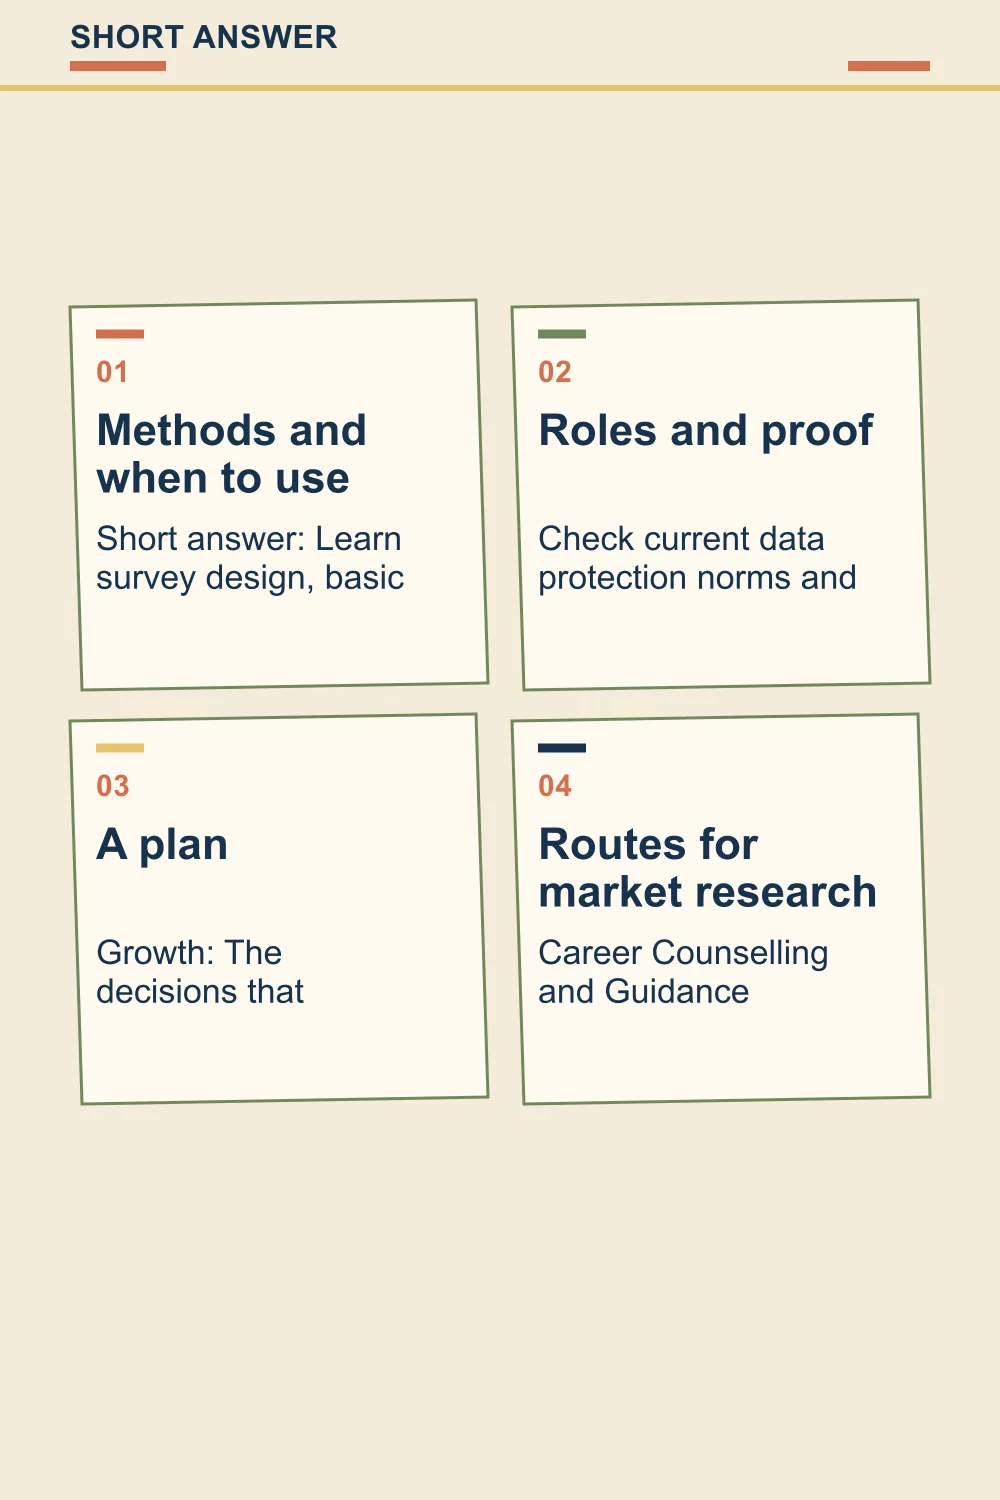 SHORT ANSWER
01
Methods and
when to use
Short answer: Learn
survey design, basic
02
Roles and proof
Check current data
protection norms and
03
A plan
Growth: The
decisions that
04
Routes for
market research
Career Counselling
and Guidance